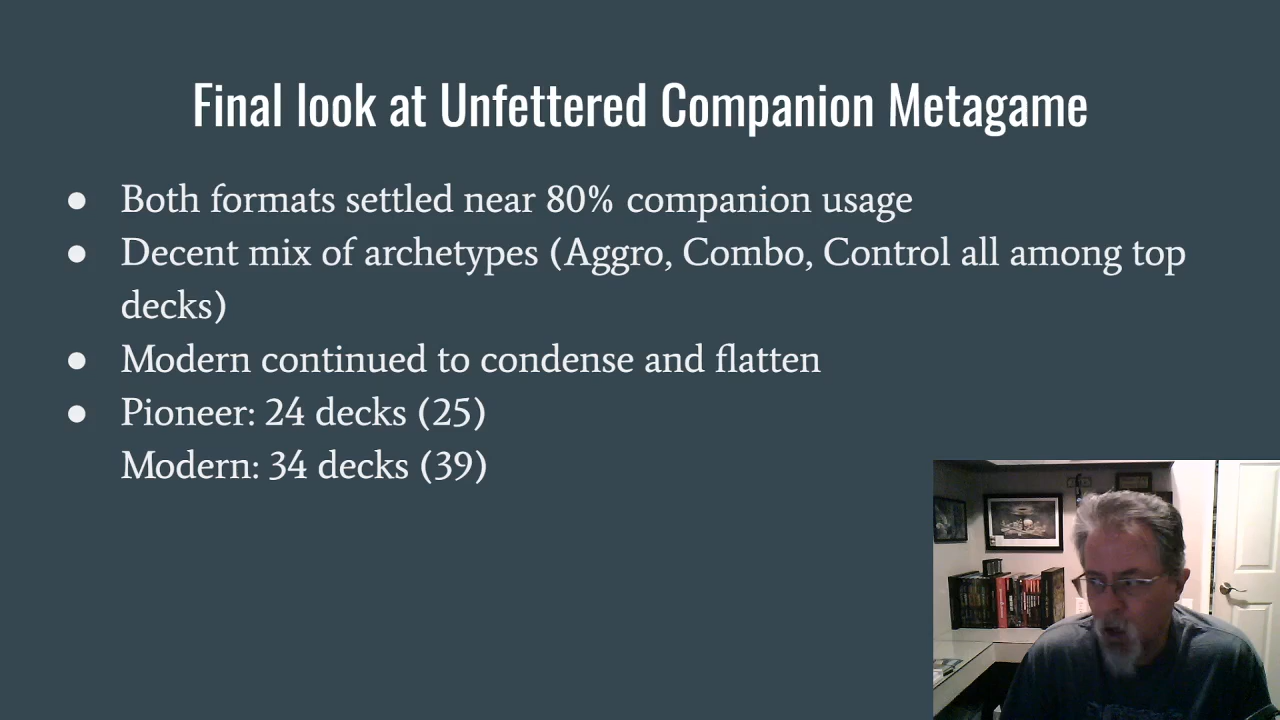 Final look at Unfettered Companion Metagame
● Both formats settled near 80% companion usage
● Decent mix of archetypes (Aggro, Combo, Control all among top
decks)
● Modern continued to condense and flatten
● Pioneer: 24 decks (25)
Modern: 34 decks (39)